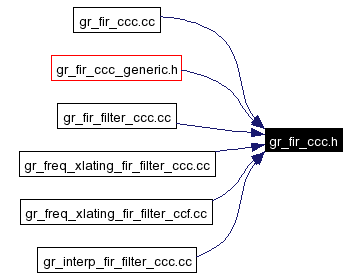 gr_fir_ccc.cc
gr_fir_ccc_generic.h
gr_fir_filter_ccc.cc
gr_fir_ccc.h
gr_freq_xlating_fir_filter_ccc.cc
gr_freq_xlating_fir_filter_ccf.cc
gr_interp_fir_filter_ccc.cc